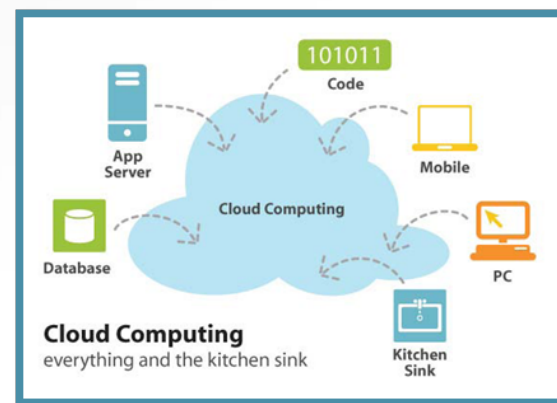 101011
Code
App
Server
Mobile
Cloud Computing
Database
PC
Kitchen
Sink
Cloud Computing
everything and the kitchen sink